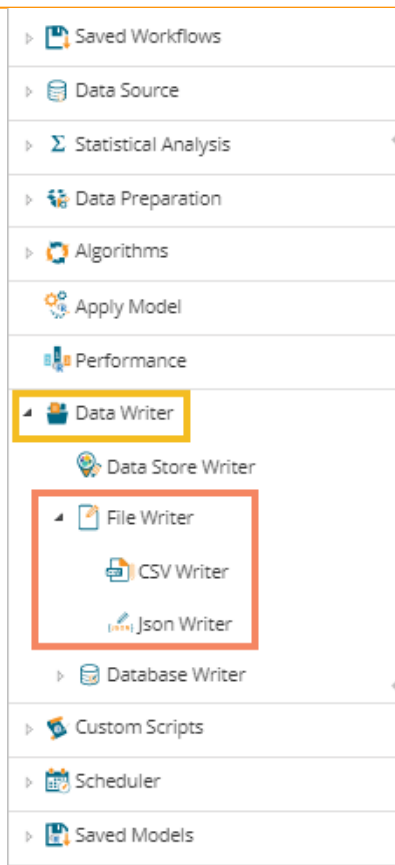 Saved Workflows
Data Source
Statistical Analysis
Data Preparation
Algorithms
Apply Model
Performance
Data Writer
Data Store Writer
File Writer
CSV Writer
Json Writer
Database Writer
Custom Scripts
Scheduler
Saved Models